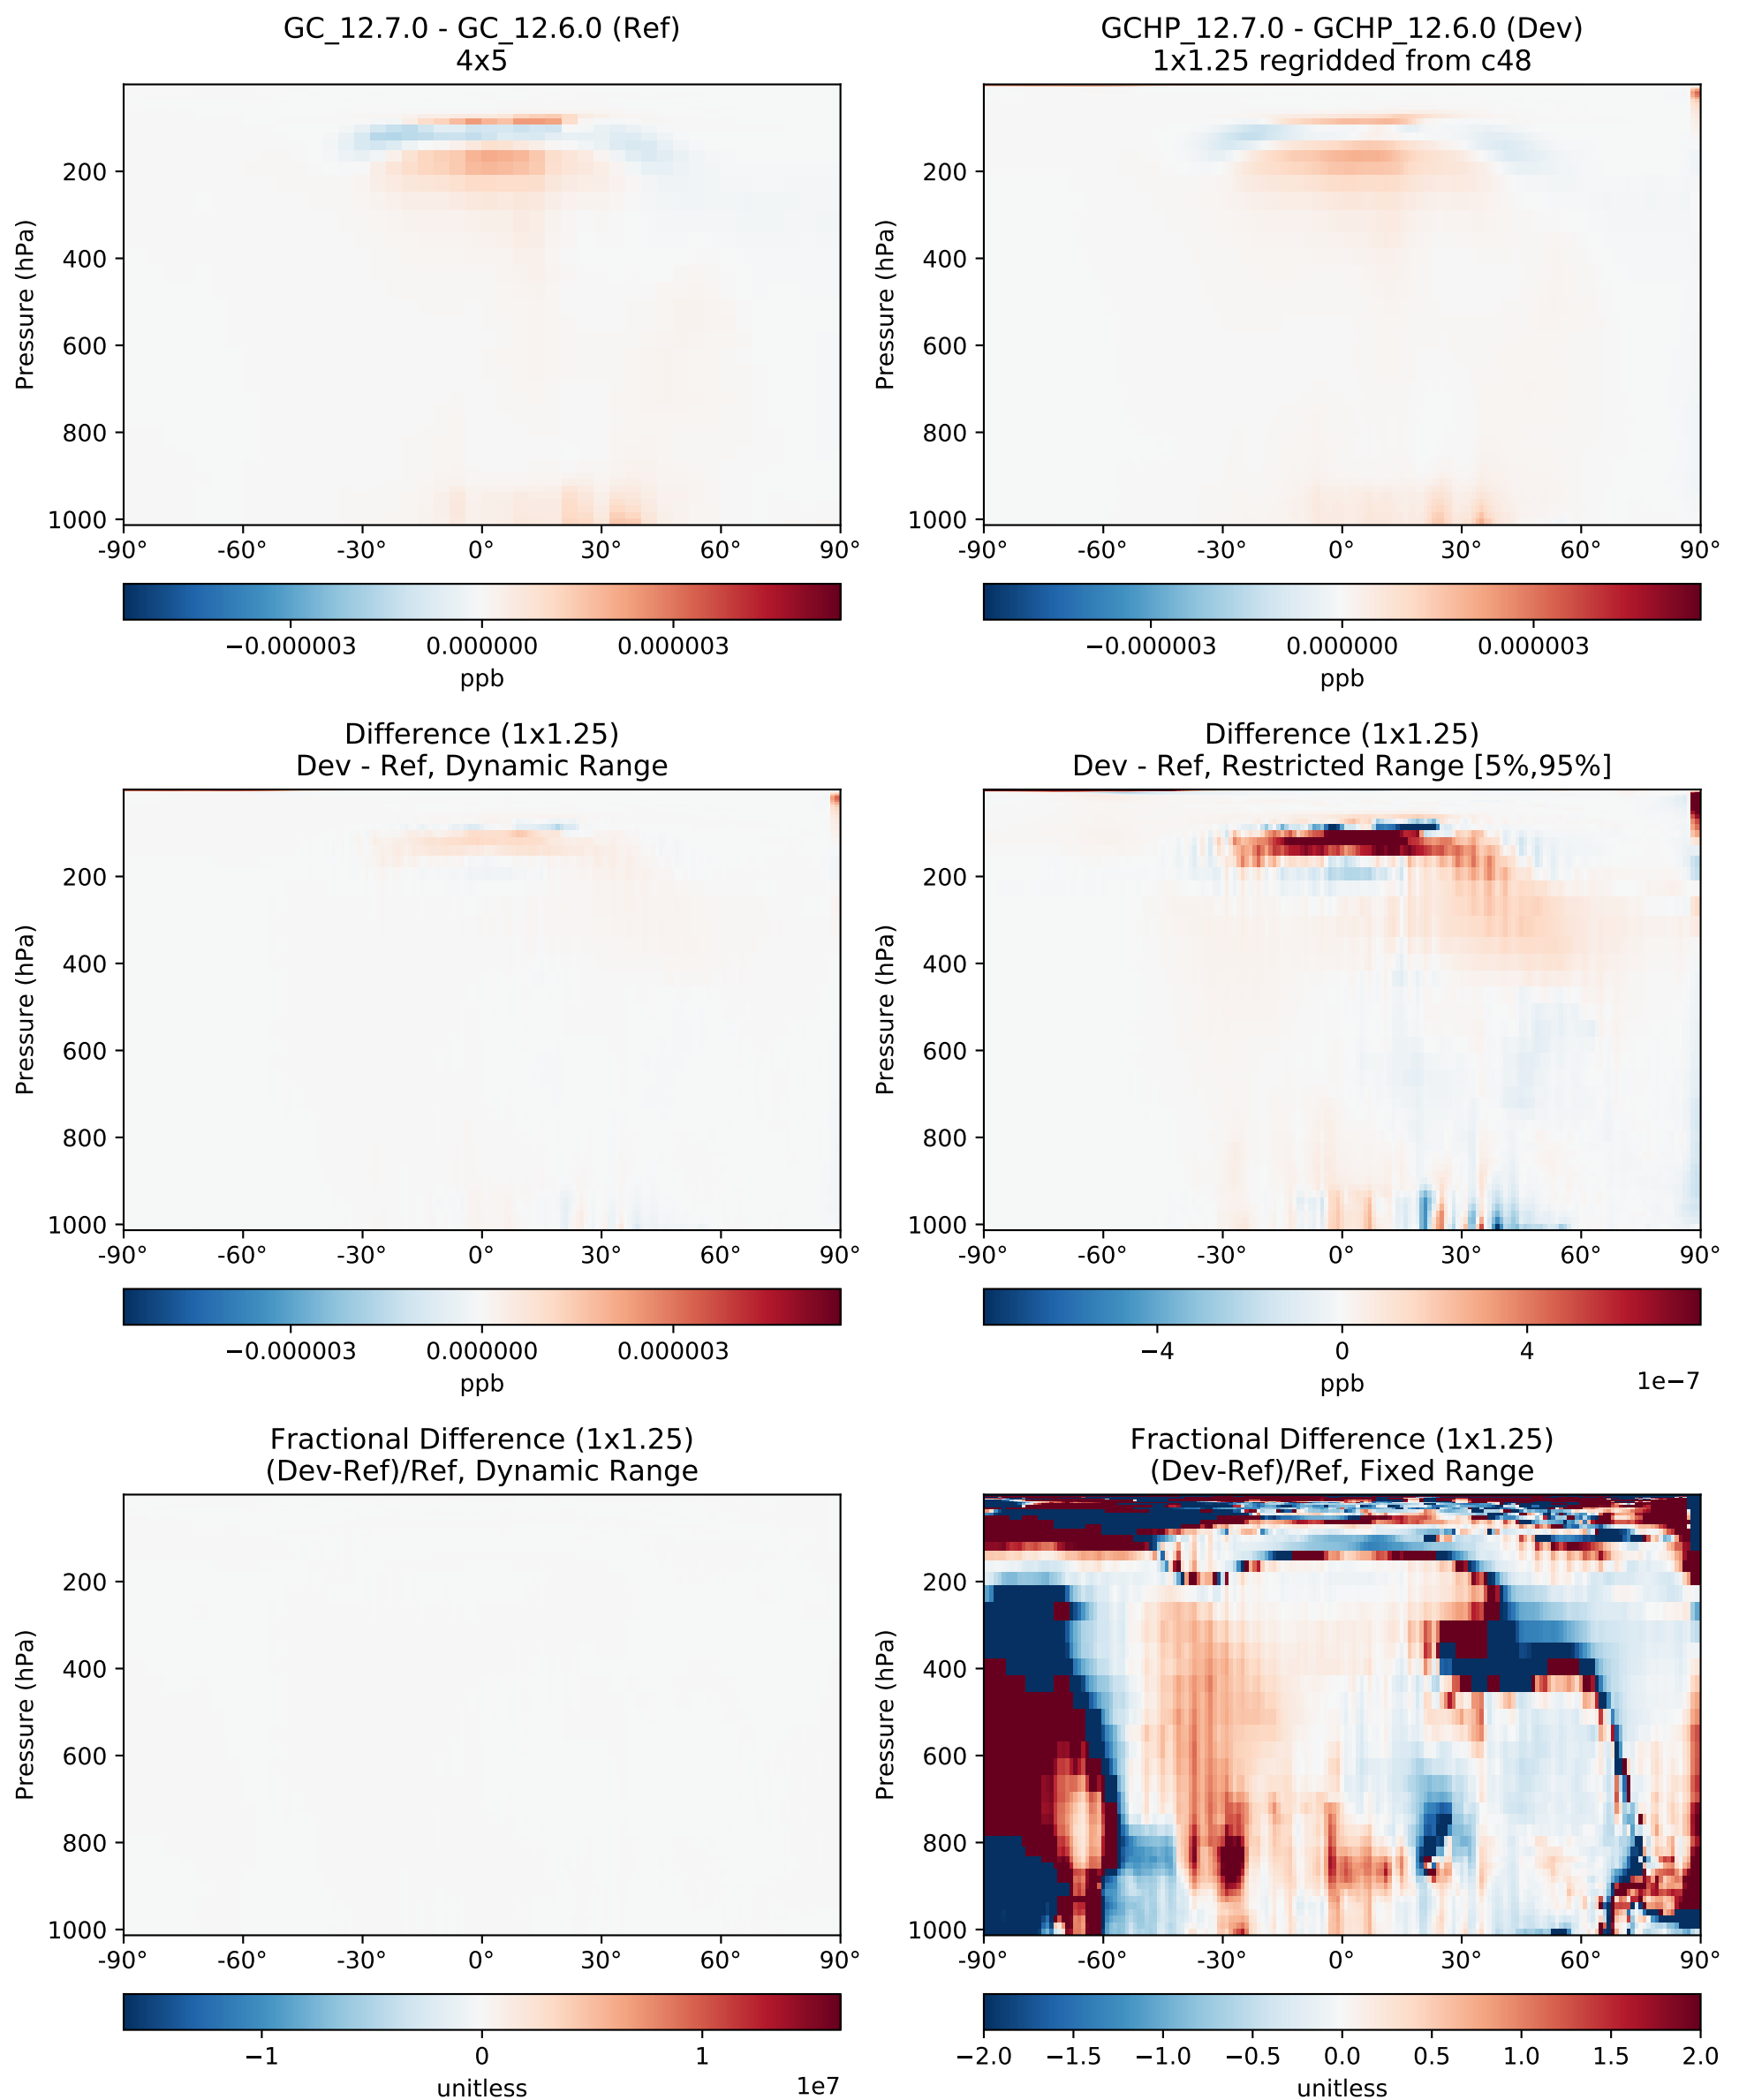 GC_12.7.0 - GC_12.6.0 (Ref)
4x5
Pressure (hPa)
200
400
600
800
1000
-90° -60° -30° 0° 30° 60° 90°
−0.000003 0.000000 0.000003
ppb
GCHP_12.7.0 - GCHP_12.6.0 (Dev)
1x1.25 regridded from c48
Pressure (hPa)
200
400
600
800
1000
-90° -60° -30° 0° 30° 60° 90°
−0.000003 0.000000 0.000003
ppb
Difference (1x1.25)
Dev - Ref, Dynamic Range
Pressure (hPa)
200
400
600
800
1000
-90° -60° -30° 0° 30° 60° 90°
−0.000003 0.000000 0.000003
ppb
Difference (1x1.25)
Dev - Ref, Restricted Range [5%,95%]
Pressure (hPa)
200
400
600
800
1000
-90° -60° -30° 0° 30° 60° 90°
−4 0 4
ppb 1e−7
Fractional Difference (1x1.25)
(Dev-Ref)/Ref, Dynamic Range
Pressure (hPa)
200
400
600
800
1000
-90° -60° -30° 0° 30° 60° 90°
−1 0 1
unitless 1e7
Fractional Difference (1x1.25)
(Dev-Ref)/Ref, Fixed Range
Pressure (hPa)
200
400
600
800
1000
-90° -60° -30° 0° 30° 60° 90°
−2.0 −1.5 −1.0 −0.5 0.0 0.5 1.0 1.5 2.0
unitless